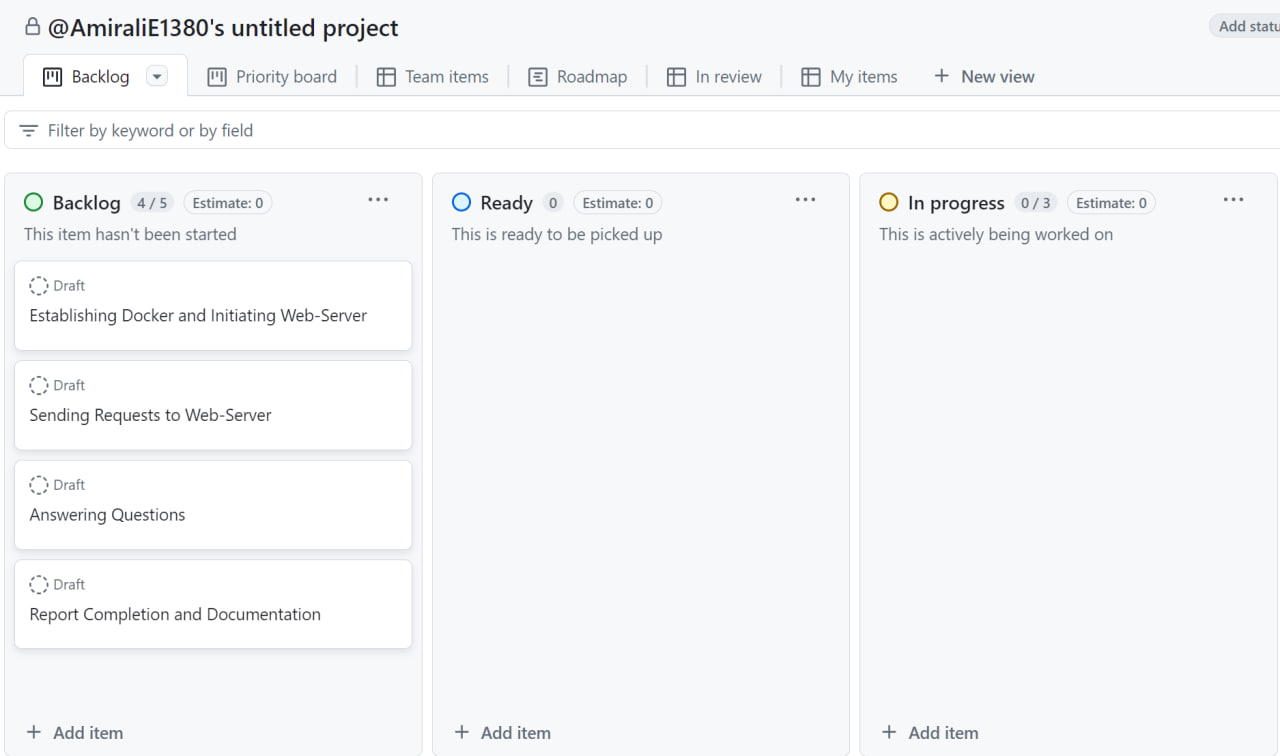 @AmiraliE1380's untitled project
Add statu
Backlog
Priority board
Team items
Roadmap
In review
My items
New view
Filter by keyword or by field
Backlog 4 / 5 Estimate: 0
This item hasn't been started
Draft
Establishing Docker and Initiating Web-Server
Draft
Sending Requests to Web-Server
Draft
Answering Questions
Draft
Report Completion and Documentation
Add item
Ready 0 Estimate: 0
This is ready to be picked up
Add item
In progress 0 / 3 Estimate: 0
This is actively being worked on
Add item